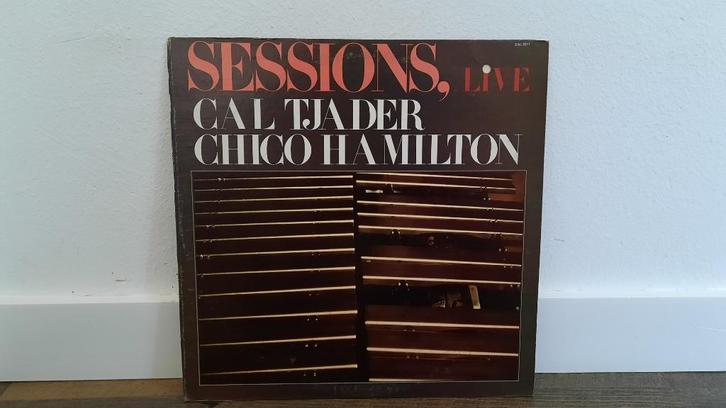 SESSIONS, LiVE
CAL TJADER
CHICO HAMILTON